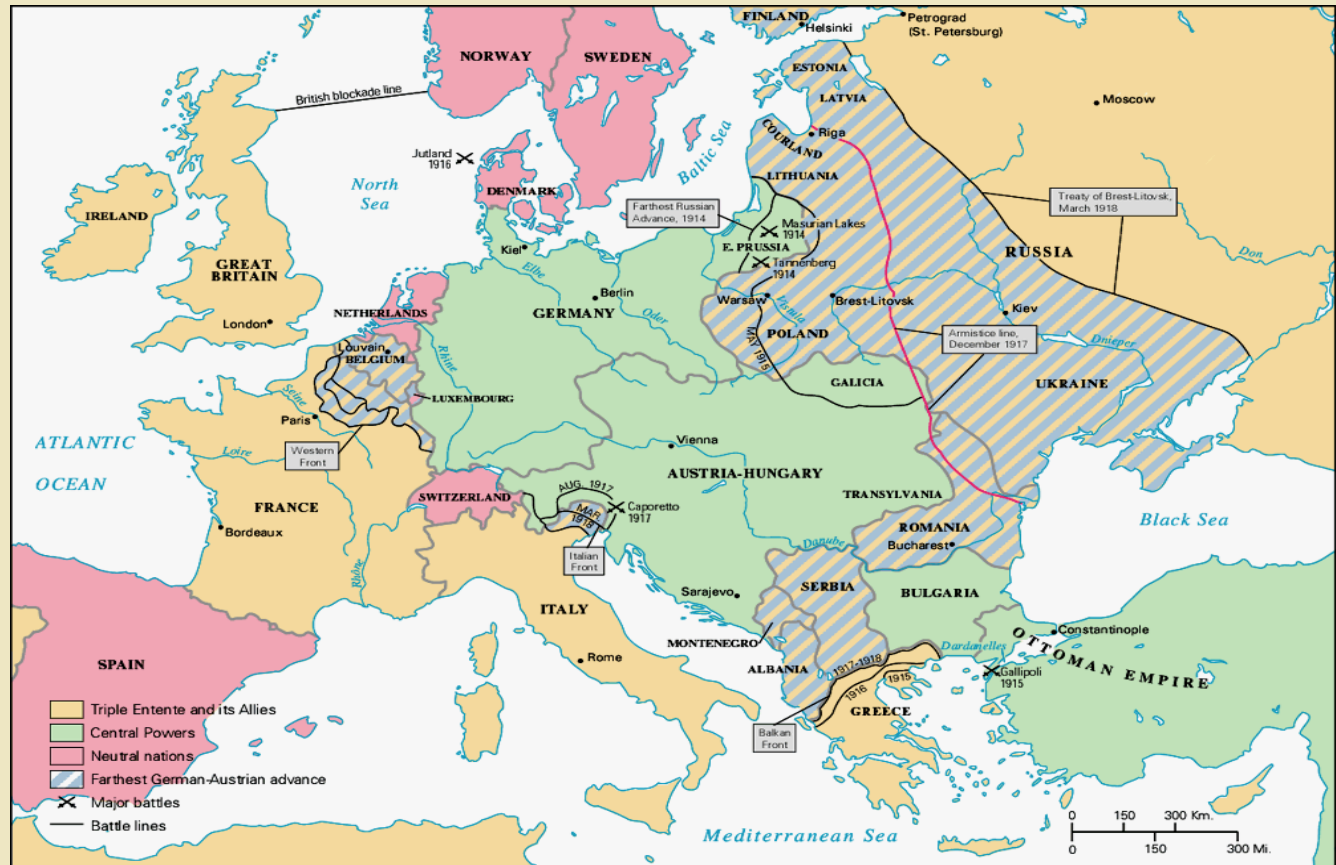 FINLAND
Helsinki
Petrograd
(St. Petersburg)
NORWAY
SWEDEN
ESTONIA
British blockade line
LATVIA
Moscow
Jutland
1916
COURLAND
Riga
Baltic Sea
North
Sea
DENMARK
LITHUANIA
Treaty of Brest-Litovsk,
March 1918
Farthest Russian
Advance, 1914
IRELAND
Masurian Lakes
1914
Kiel
E. PRUSSIA
RUSSIA
Don
GREAT
BRITAIN
Tannenberg
1914
Elbe
Berlin
Warsaw
Vistula
Brest-Litovsk
Kiev
London
NETHERLANDS
GERMANY
Oder
POLAND
Armistice line,
December 1917
Dnieper
Louvain
BELGIUM
Rhine
MAY 1915
GALICIA
UKRAINE
Seine
LUXEMBOURG
Paris
ATLANTIC
OCEAN
Loire
Western
Front
Vienna
AUSTRIA-HUNGARY
SWITZERLAND
AUG. 1917
TRANSYLVANIA
FRANCE
MAR.
1918
Caporetto
1917
Black Sea
Bordeaux
ROMANIA
Bucharest
Danube
Italian
Front
Rhône
SERBIA
Sarajevo
BULGARIA
ITALY
MONTENEGRO
Constantinople
Dardanelles
OTTOMAN EMPIRE
SPAIN
Rome
ALBANIA
1917-1918
1916
1915
Gallipoli
1915
GREECE
Balkan
Front
Triple Entente and its Allies
Central Powers
Neutral nations
Farthest German-Austrian advance
Major battles
Battle lines
Mediterranean Sea
0 150 300 Km.
0 150 300 Mi.